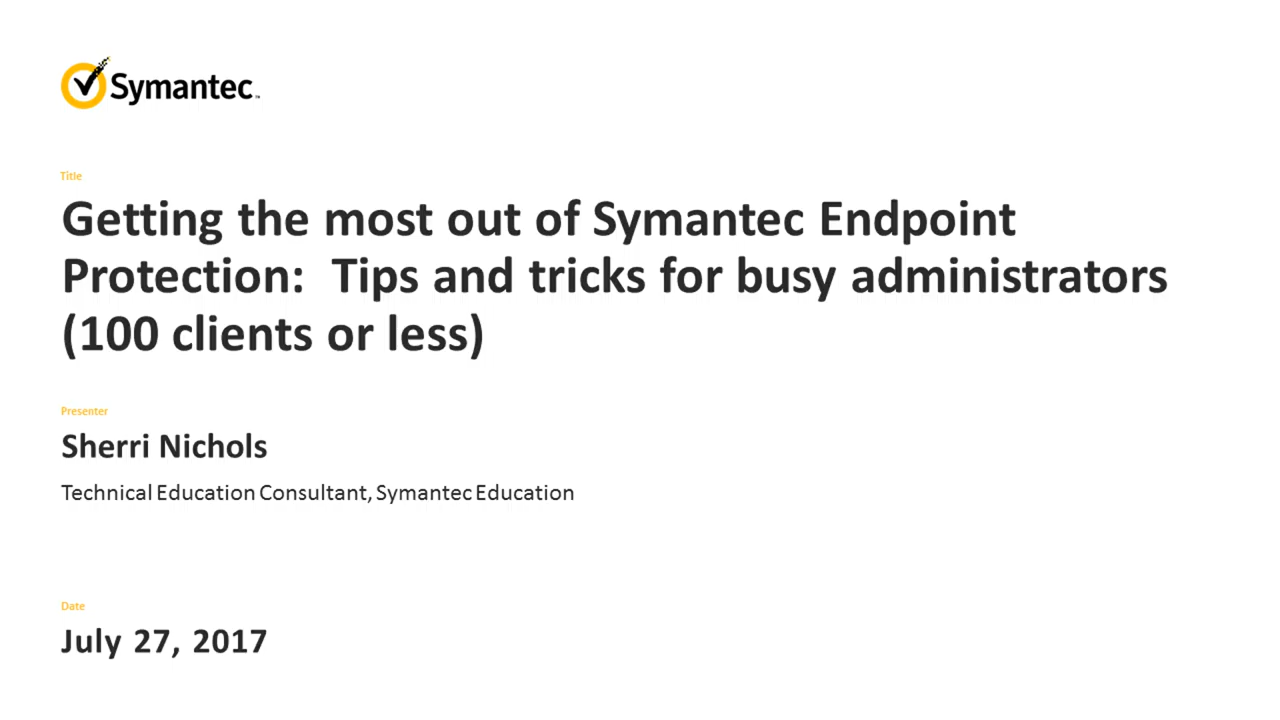 Symantec™
Title
Getting the most out of Symantec Endpoint
Protection:  Tips and tricks for busy administrators
(100 clients or less)
Presenter
Sherri Nichols
Technical Education Consultant, Symantec Education
Date
July 27, 2017